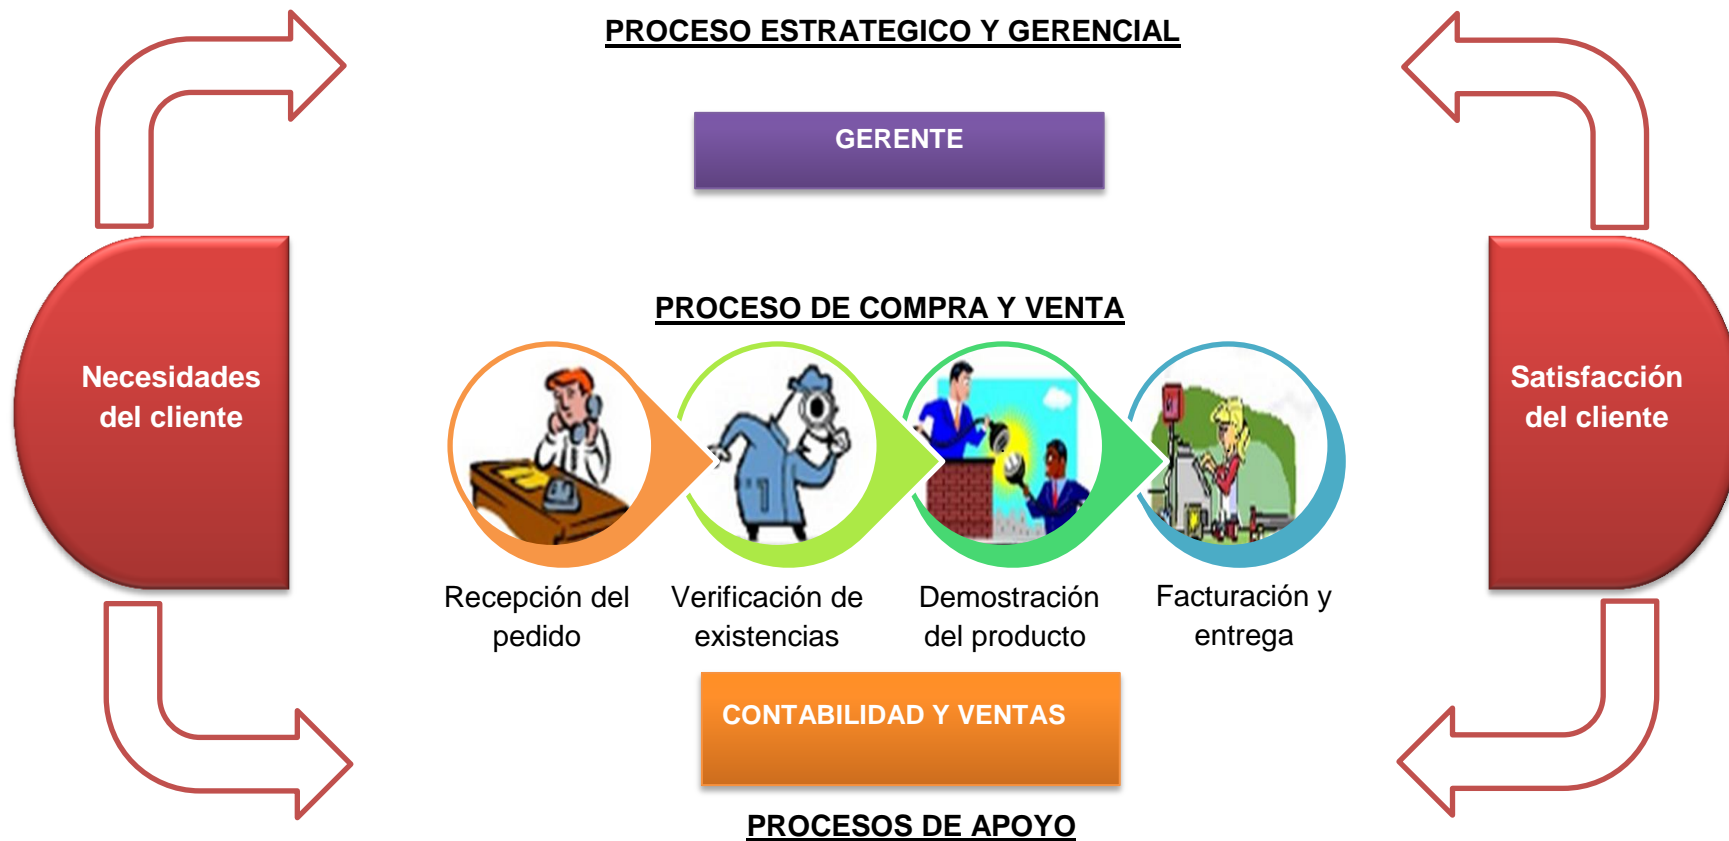 PROCESO ESTRATEGICO Y GERENCIAL
GERENTE
PROCESO DE COMPRA Y VENTA
Necesidades
del cliente
Satisfacción
del cliente
Recepción del
pedido
Verificación de
existencias
Demostración
del producto
Facturación y
entrega
CONTABILIDAD Y VENTAS
PROCESOS DE APOYO